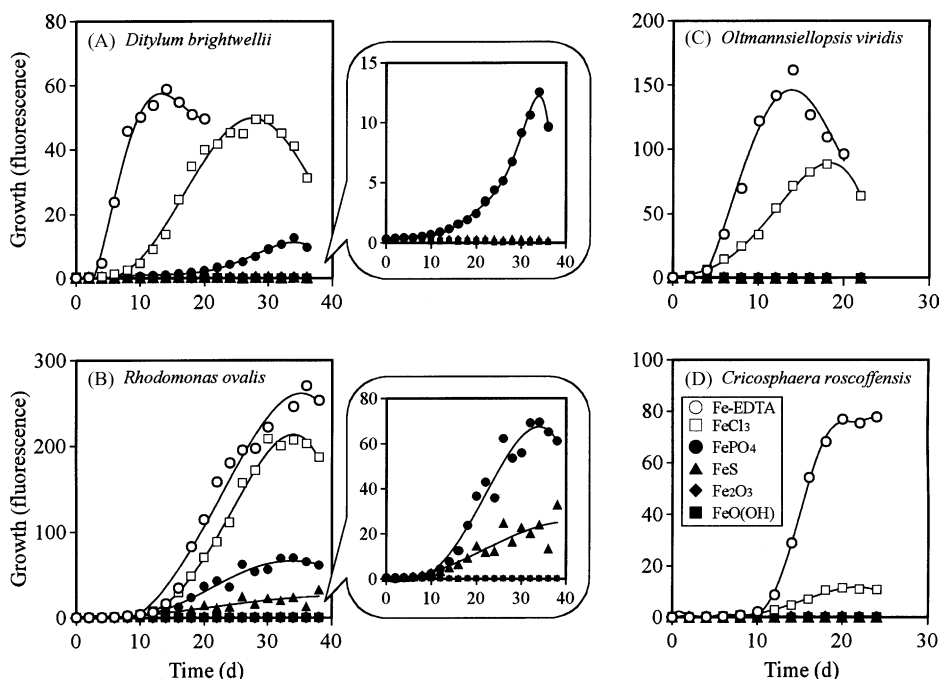 (A) Ditylum brightwellii
Growth (fluorescence)
80
60
40
20
0
0 10 20 30 40
15
10
5
0
0 10 20 30 40
(C) Oltmannsiellopsis viridis
200
150
100
50
0
0 10 20 30
(B) Rhodomonas ovalis
Growth (fluorescence)
300
200
100
0
0 10 20 30 40
Time (d)
80
60
40
20
0
0 10 20 30 40
(D) Cricosphaera roscoffensis
100
80
60
40
20
0
Fe-EDTA
FeCl3
FePO4
FeS
Fe2O3
FeO(OH)
0 10 20 30
Time (d)